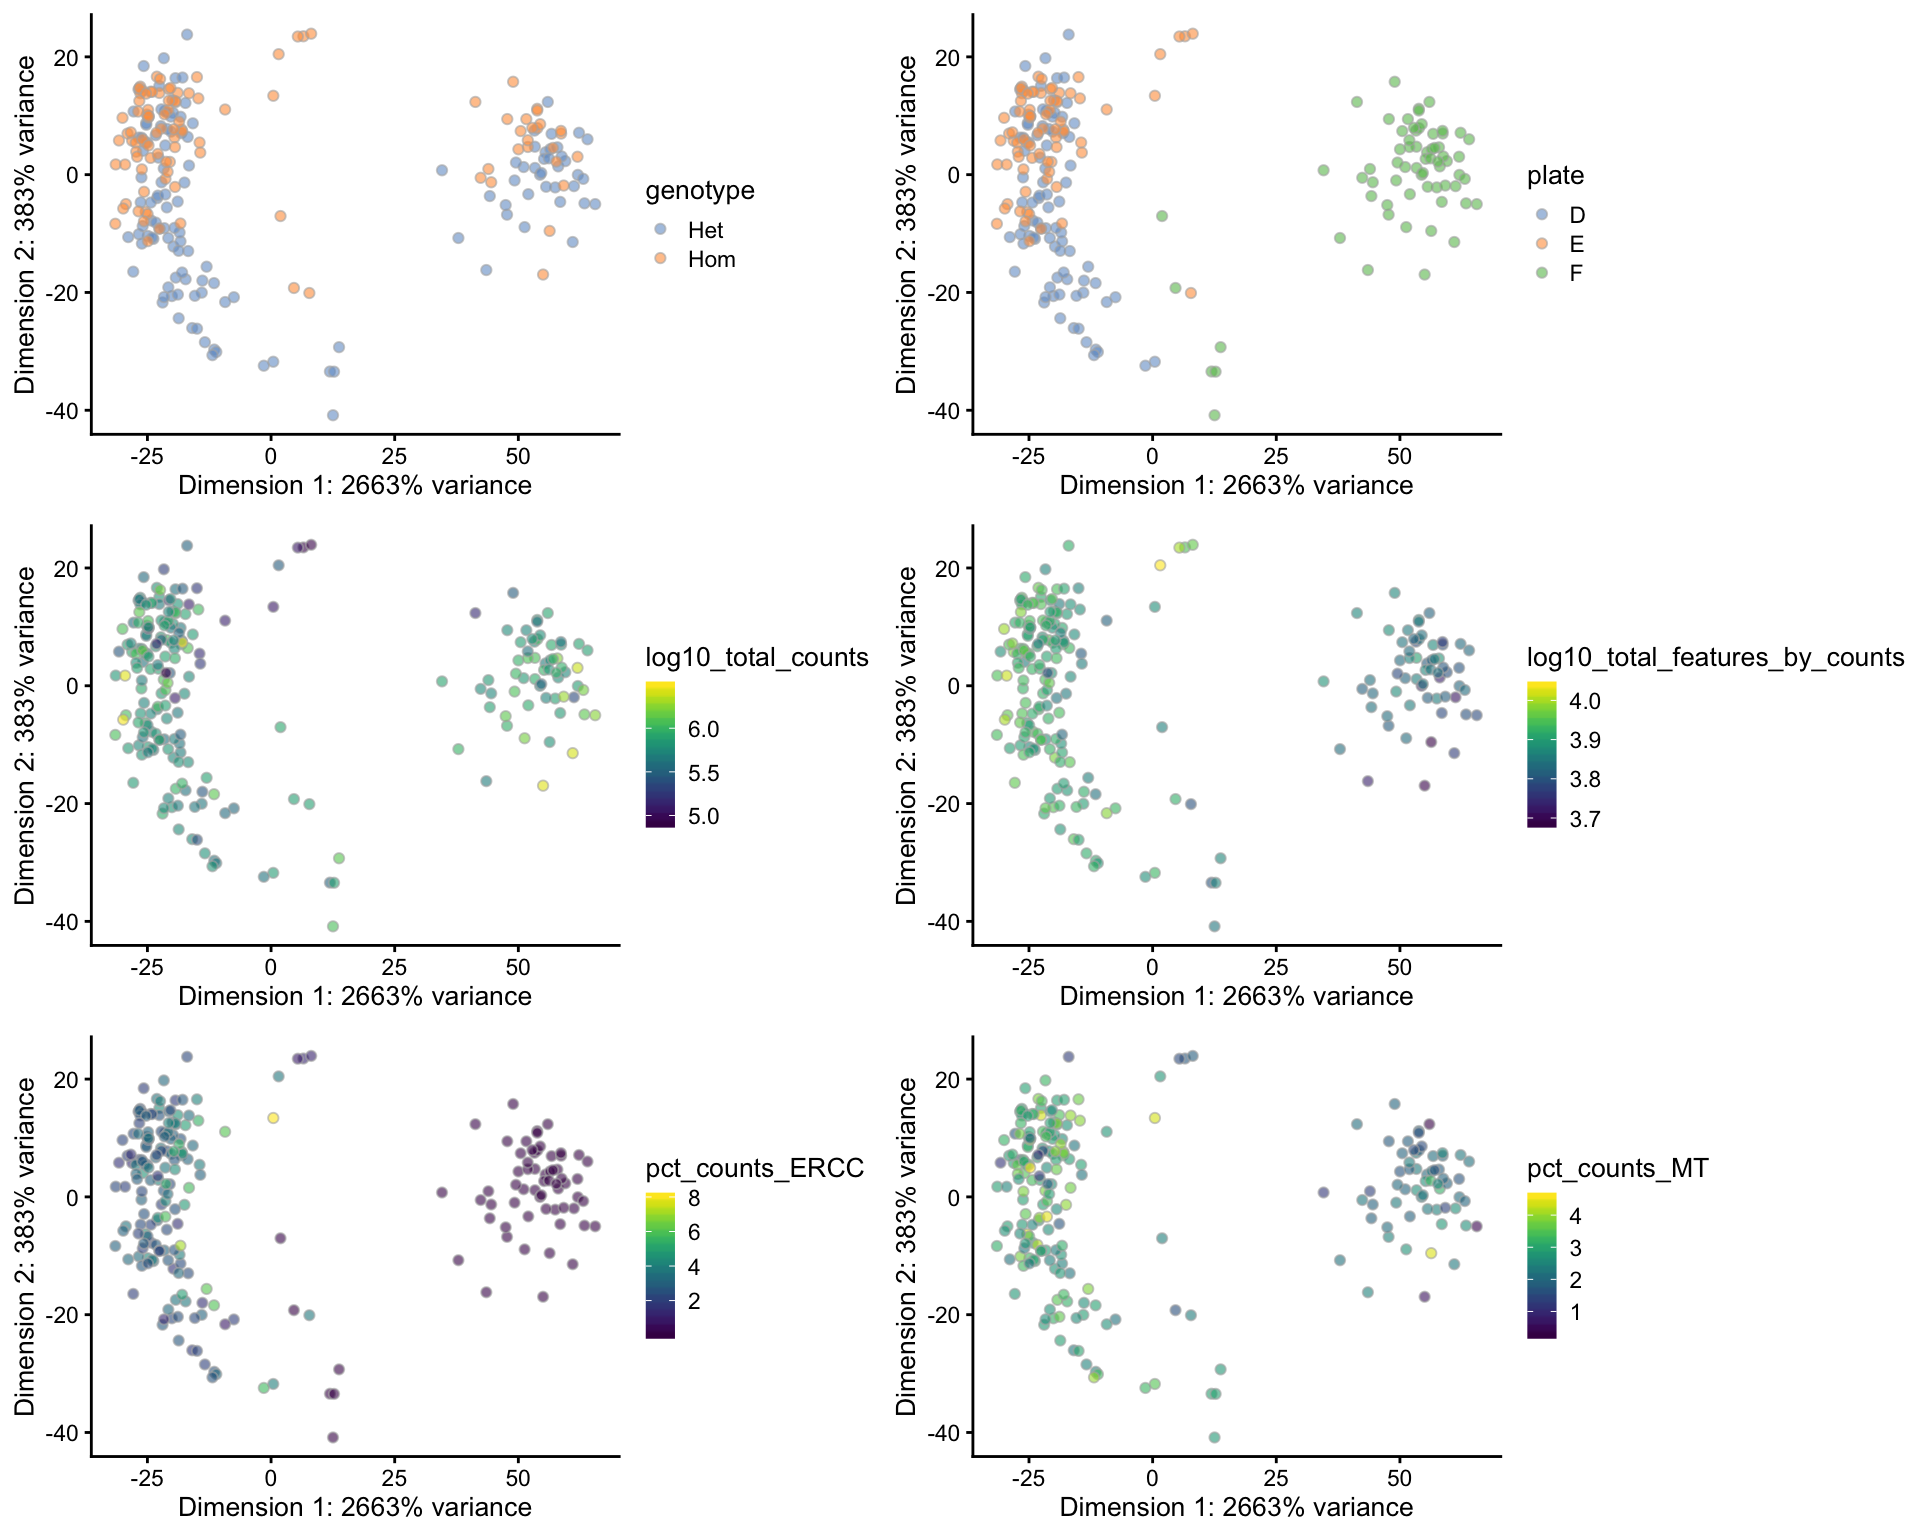 Dimension 2: 383% variance
20
0
-20
-40
-25
0
25
50
Dimension 1: 2663% variance
genotype
Het
Hom
Dimension 2: 383% variance
20
0
-20
-40
-25
0
25
50
Dimension 1: 2663% variance
plate
D
E
F
Dimension 2: 383% variance
20
0
-20
-40
-25
0
25
50
Dimension 1: 2663% variance
log10_total_counts
6.0
5.5
5.0
Dimension 2: 383% variance
20
0
-20
-40
-25
0
25
50
Dimension 1: 2663% variance
log10_total_features_by_counts
4.0
3.9
3.8
3.7
Dimension 2: 383% variance
20
0
-20
-40
-25
0
25
50
Dimension 1: 2663% variance
pct_counts_ERCC
8
6
4
2
Dimension 2: 383% variance
20
0
-20
-40
-25
0
25
50
Dimension 1: 2663% variance
pct_counts_MT
4
3
2
1